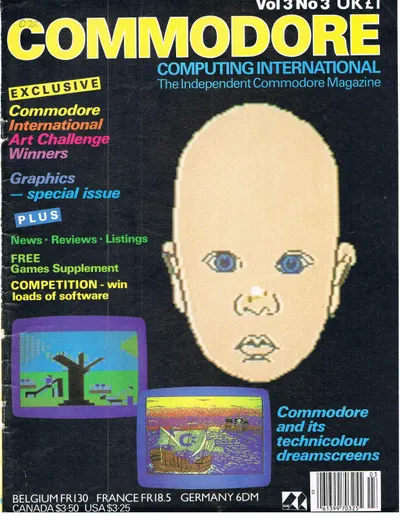 Vol 3 No 3 UK£1
COMMODORE
COMPUTING INTERNATIONAL
The Independent Commodore Magazine
EXCLUSIVE
Commodore
International
Art Challenge
Winners
Graphics
— special issue
PLUS
News · Reviews · Listings
FREE
Games Supplement
COMPETITION - win
loads of software
Commodore
and its
technicolour
dreamscreens
BELGIUM FR130 FRANCE FR18.5 GERMANY 6DM
CANADA $3·50 USA $3·25
03
0